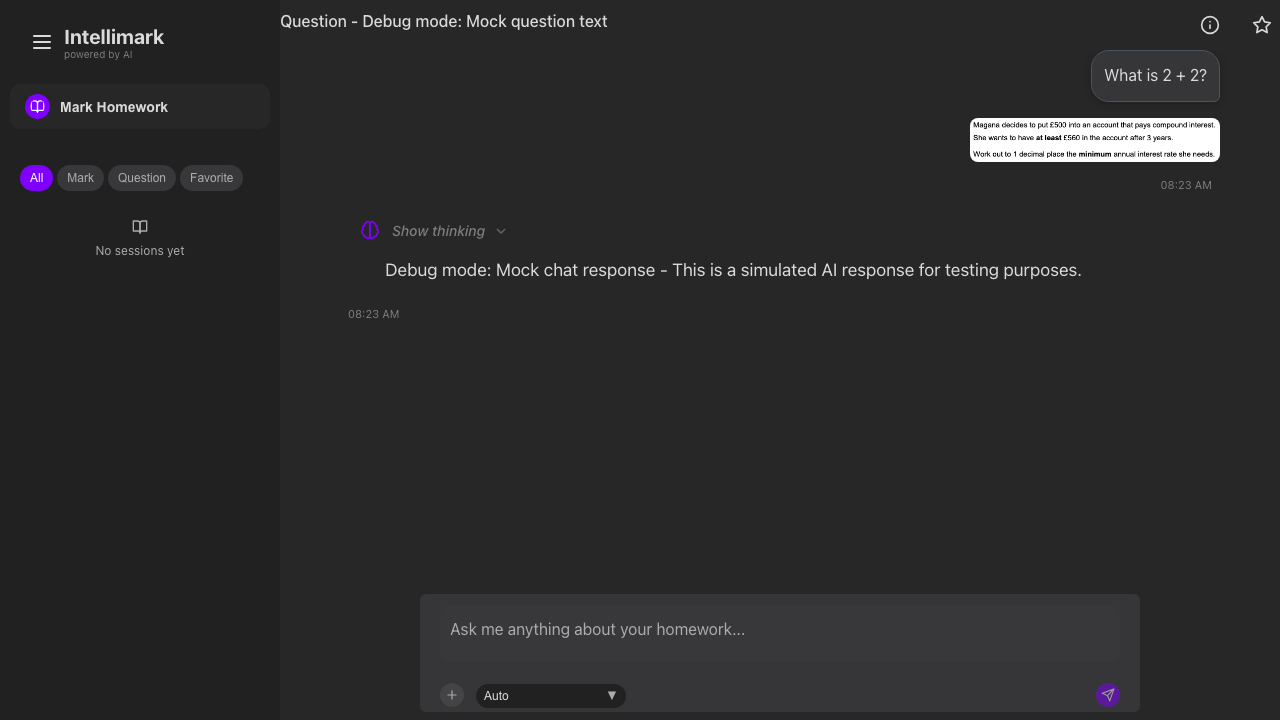 Intellimark
powered by AI
Mark Homework
All Mark Question Favorite
No sessions yet
Question - Debug mode: Mock question text
What is 2 + 2?
Magana decides to put £500 into an account that pays compound interest.
She wants to have at least £560 in the account after 3 years.
Work out to 1 decimal place the minimum annual interest rate she needs.
08:23 AM
Show thinking
Debug mode: Mock chat response - This is a simulated AI response for testing purposes.
08:23 AM
Ask me anything about your homework...
Auto